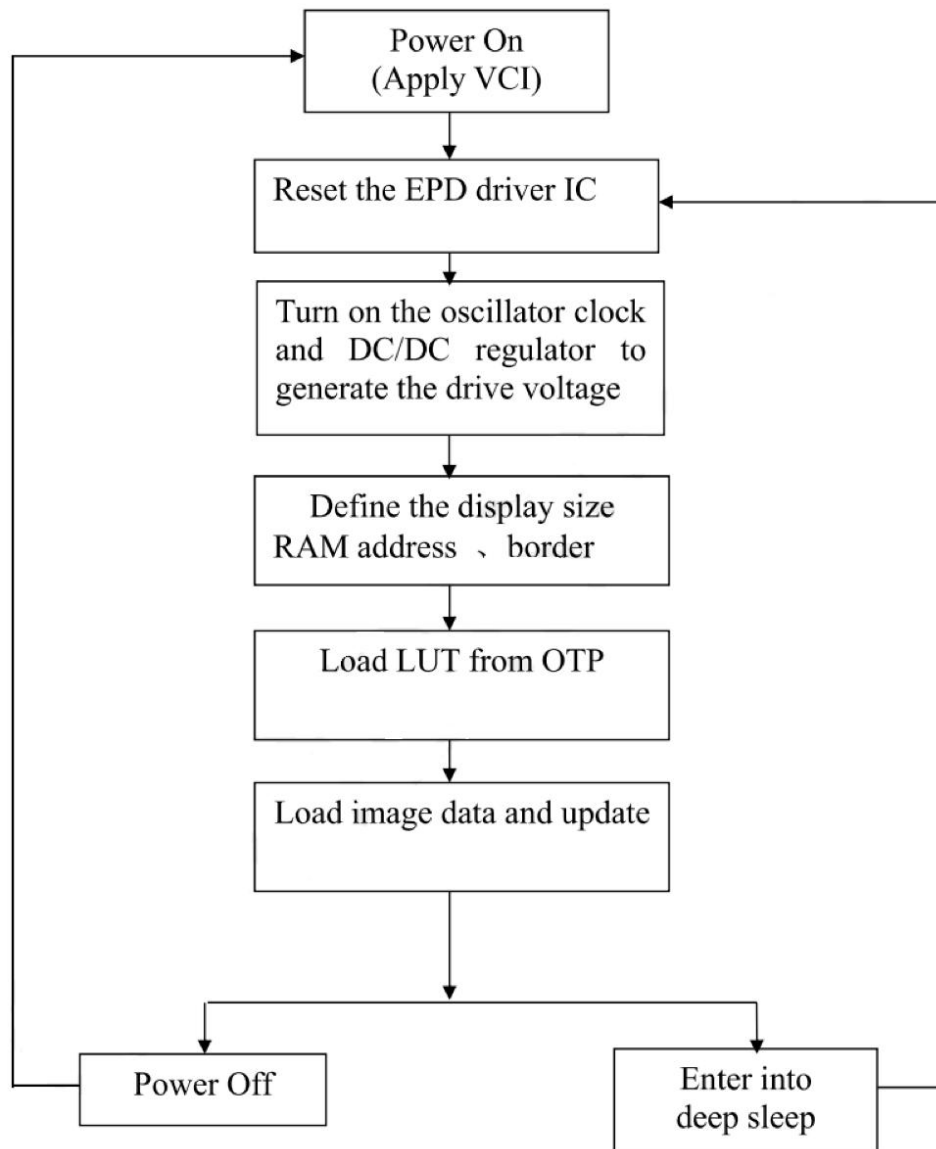 Power On
(Apply VCI)
Reset the EPD driver IC
Turn on the oscillator clock
and DC/DC regulator to
generate the drive voltage
Define the display size
RAM address 、border
Load LUT from OTP
Load image data and update
Power Off
Enter into
deep sleep